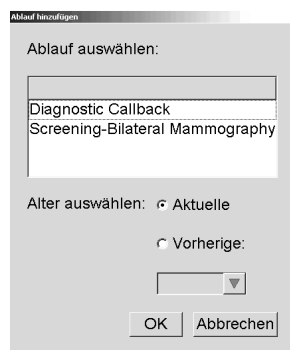 Ablauf hinzufügen
Ablauf auswählen:
Diagnostic Callback
Screening-Bilateral Mammography
Alter auswählen:
Aktuelle
Vorherige:
OK
Abbrechen